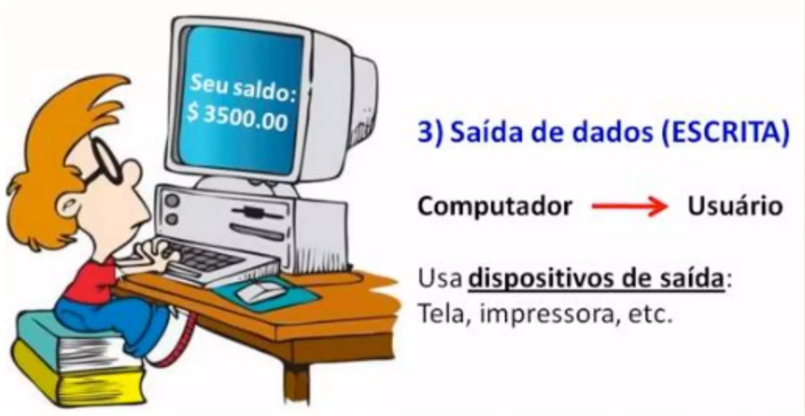 Seu saldo:
$ 3500.00
3) Saída de dados (ESCRITA)
Computador → Usuário
Usa dispositivos de saída:
Tela, impressora, etc.